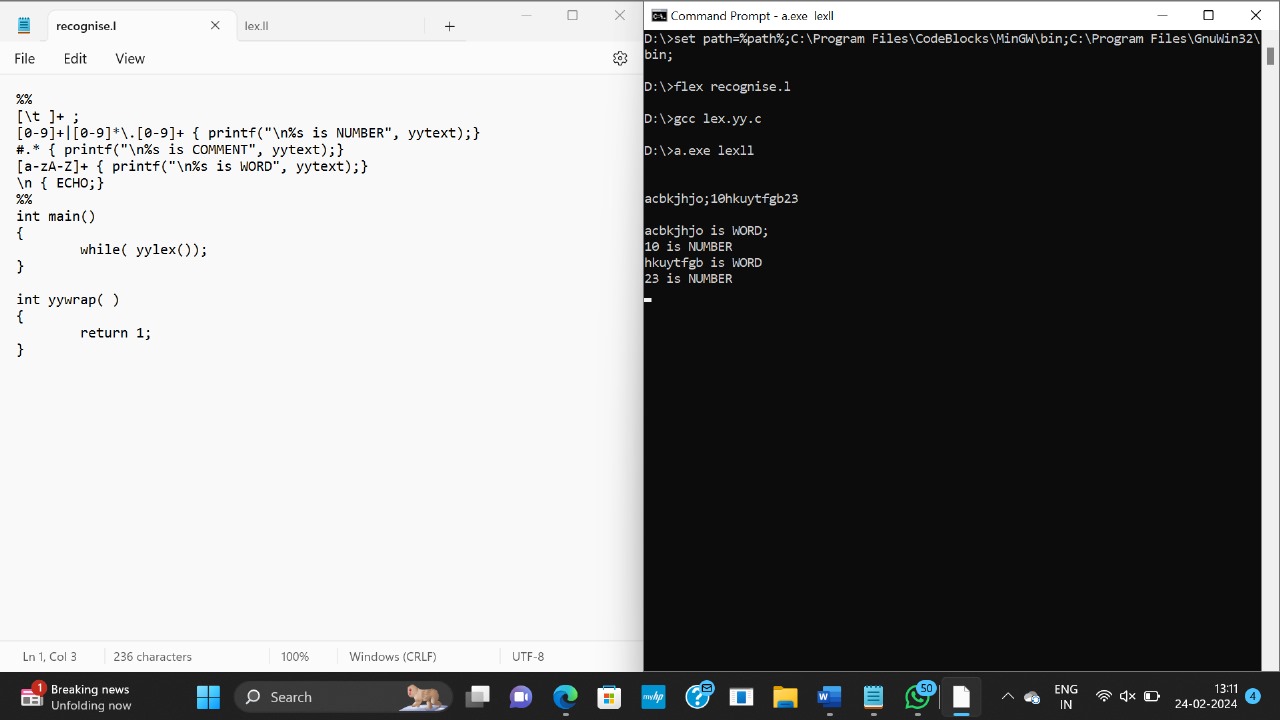 recognise.l
lex.ll
File Edit View
%%
[\t ]+ ;
[0-9]+|[0-9]*\.[0-9]+ { printf("\n%s is NUMBER", yytext);}
#.* { printf("\n%s is COMMENT", yytext);}
[a-zA-Z]+ { printf("\n%s is WORD", yytext);}
\n { ECHO;}
%%
int main()
{
while( yylex());
}
int yywrap( )
{
return 1;
}
Ln 1, Col 3 236 characters 100% Windows (CRLF) UTF-8
Command Prompt - a.exe lexll
D:\>set path=%path%;C:\Program Files\CodeBlocks\MinGW\bin;C:\Program Files\GnuWin32\
bin;
D:\>flex recognise.l
D:\>gcc lex.yy.c
D:\>a.exe lexll
acbkjhjo;10hkuytfgb23
acbkjhjo is WORD;
10 is NUMBER
hkuytfgb is WORD
23 is NUMBER
1
Breaking news
Unfolding now
Search
myhp
50
ENG
IN
13:11
24-02-2024
4